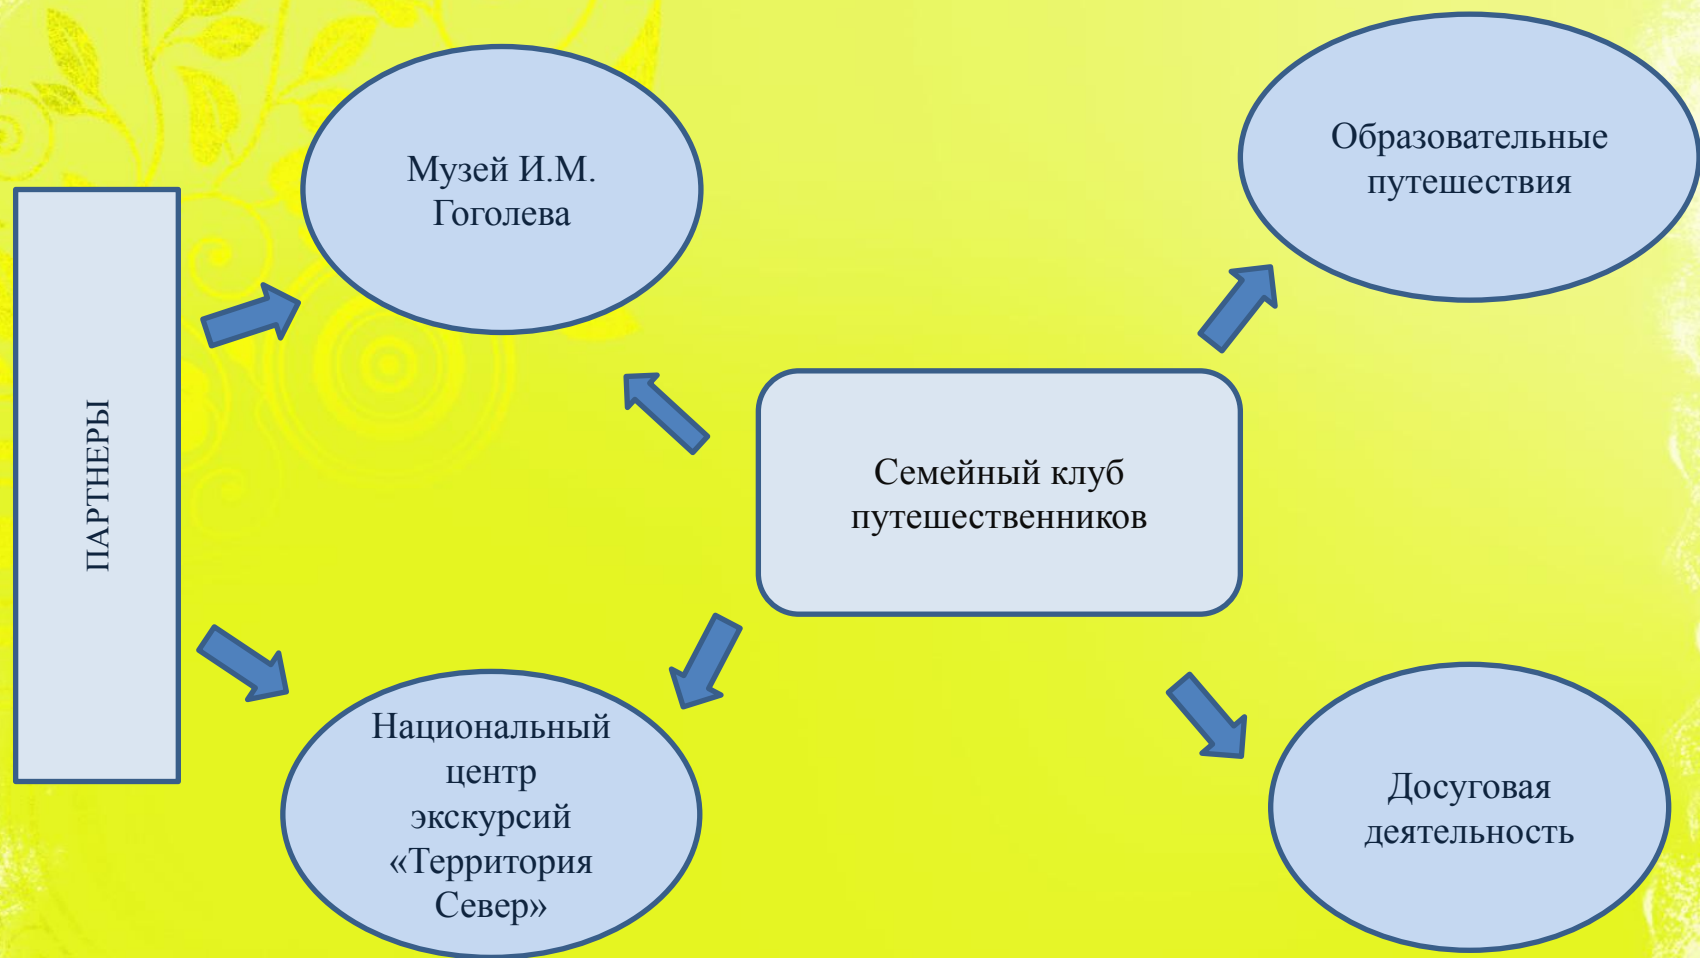 Музей И.М.
Гоголева
Образовательные
путешествия
ПАРТНЕРЫ
Семейный клуб
путешественников
Национальный
центр
экскурсий
«Территория
Север»
Досуговая
деятельность